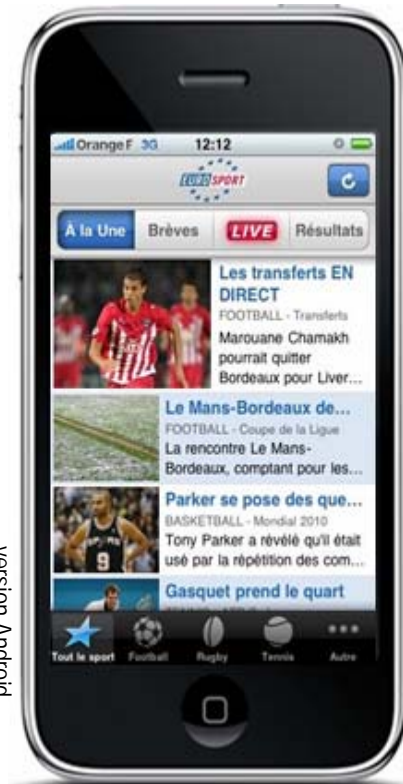 Orange F 3G 12:12
EUROSPORT
À la Une Brèves LIVE Résultats
Les transferts EN
DIRECT
FOOTBALL - Transferts
Marouane Chamakh
pourrait quitter
Bordeaux pour Liver...
Le Mans-Bordeaux de...
FOOTBALL - Coupe de la Ligue
La rencontre Le Mans-
Bordeaux, comptant pour les...
Parker se pose des que...
BASKETBALL - Mondial 2010
Tony Parker a révélé qu'il était
usé par la répétition des com...
SPURS
9
Gasquet prend le quart
Tout le sport Football Rugby Tennis Autre
version Android